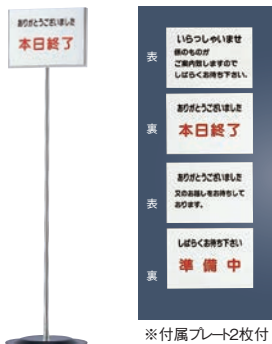 ありがとうございました
本日終了
表
いらっしゃいませ
係のものが
ご案内致しますので
しばらくお待ち下さい。
裏
ありがとうございました
本日終了
表
ありがとうございました
又のお越しをお待ちして
おります。
裏
しばらくお待ち下さい
準備中
※付属プレート2枚付